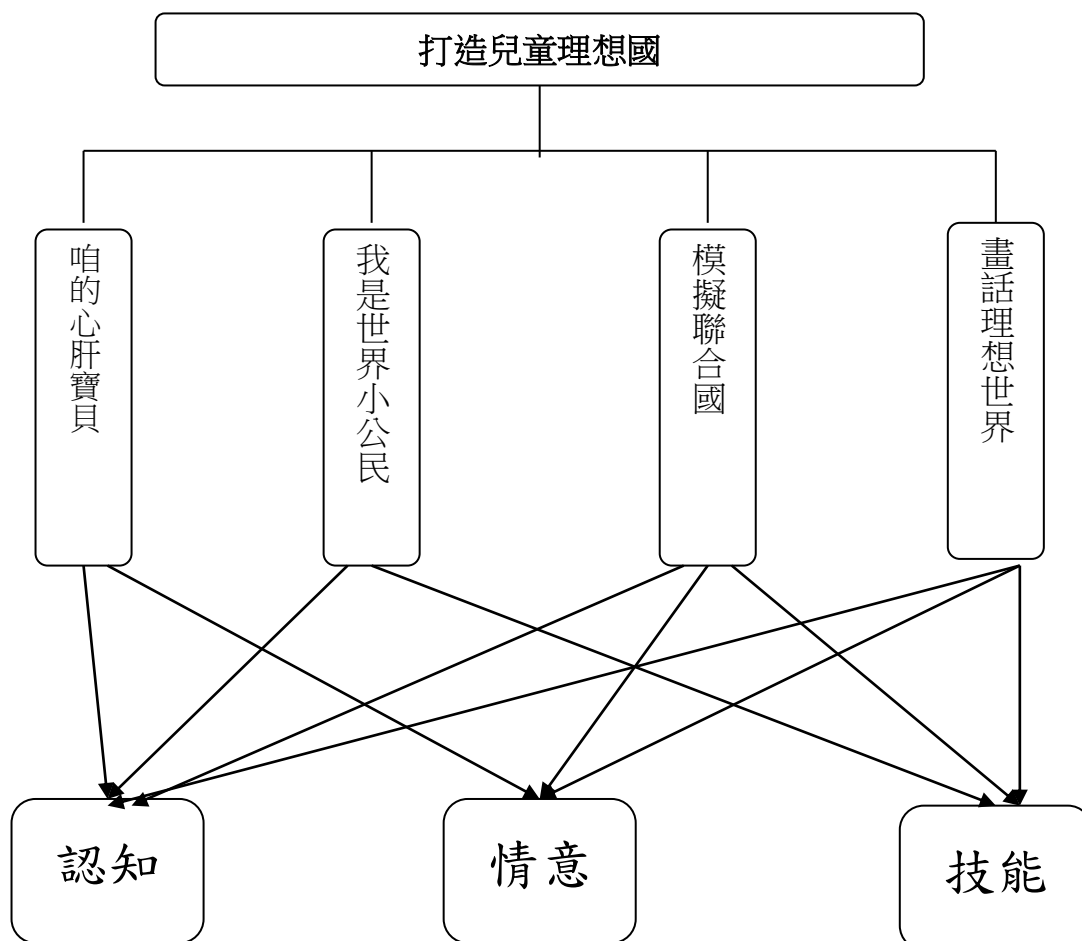 打造兒童理想國
咱的心肝寶貝
我是世界小公民
模擬聯合國
畫話理想世界
認知
情意
技能